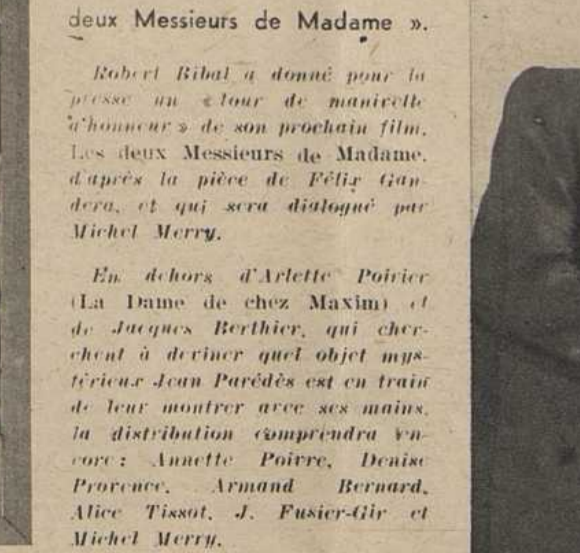 deux Messieurs de Madame ».
Robert Bibal a donné pour la
presse un « tour de manivelle
d'honneur » de son prochain film.
Les deux Messieurs de Madame,
d'après la pièce de Félix Gan-
dera, et qui sera dialogué par
Michel Merry.
En dehors d'Arlette Poirier
(La Dame de chez Maxim) et
de Jacques Berthier, qui cher-
chent à deviner quel objet mys-
térieux Jean Parédès est en train
de leur montrer avec ses mains,
la distribution comprendra en-
core : Annette Poivre, Denise
Provence, Armand Bernard,
Alice Tissot, J. Fusier-Gir et
Michel Merry.